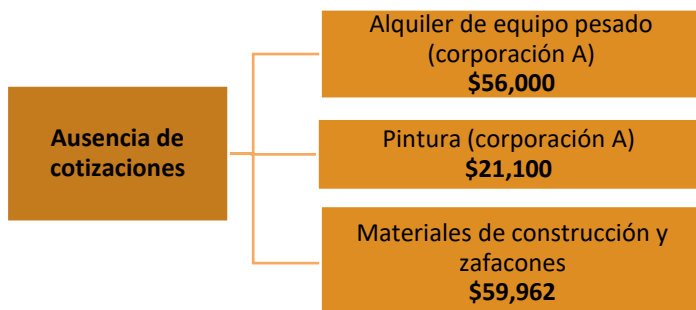 Ausencia de
cotizaciones
Alquiler de equipo pesado
(corporación A)
$56,000
Pintura (corporación A)
$21,100
Materiales de construcción y
zafacones
$59,962